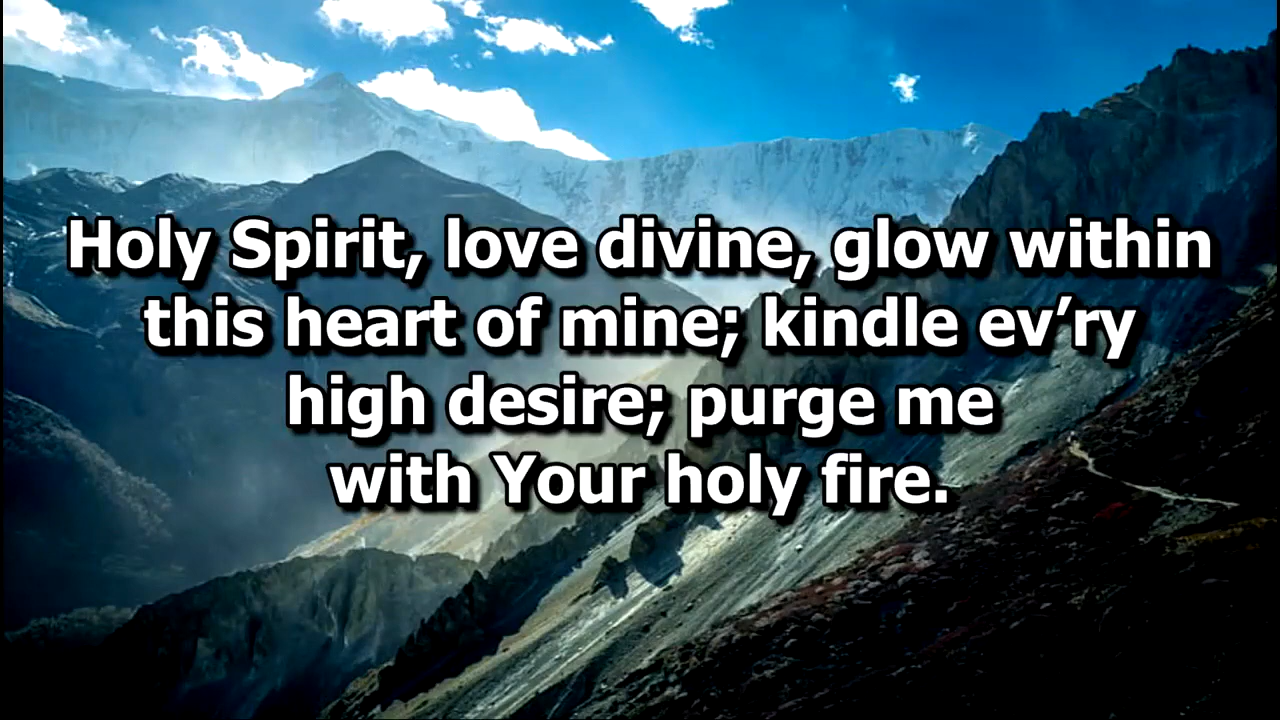 Holy Spirit, love divine, glow within
this heart of mine; kindle ev’ry
high desire; purge me
with Your holy fire.